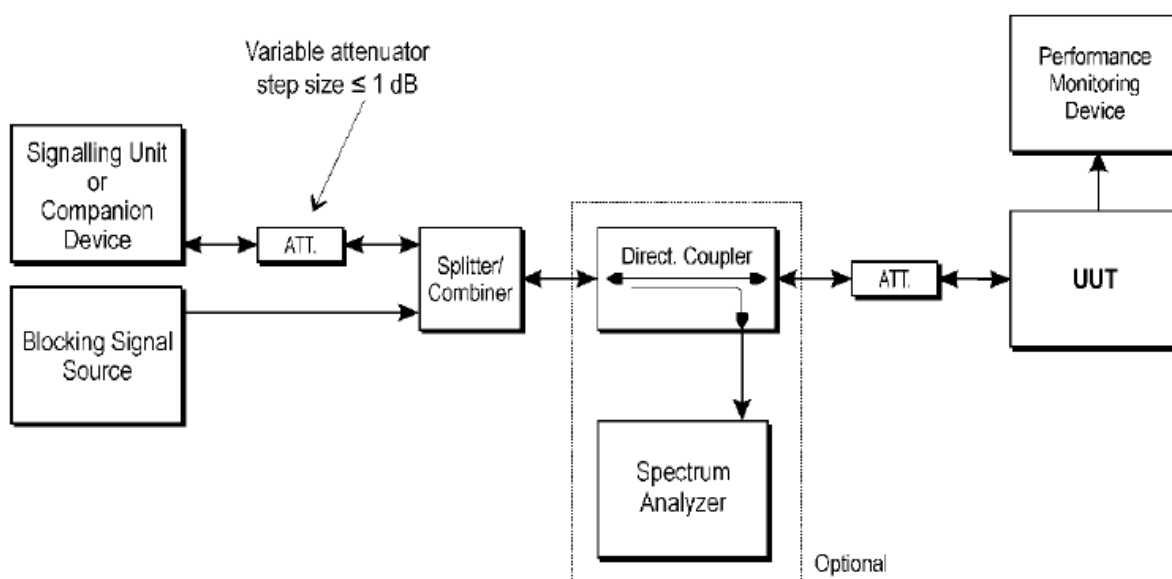 Variable attenuator
step size ≤ 1 dB
Performance
Monitoring
Device
Signalling Unit
or
Companion
Device
ATT.
Splitter/
Combiner
Direct. Coupler
ATT.
UUT
Blocking Signal
Source
Spectrum
Analyzer
Optional